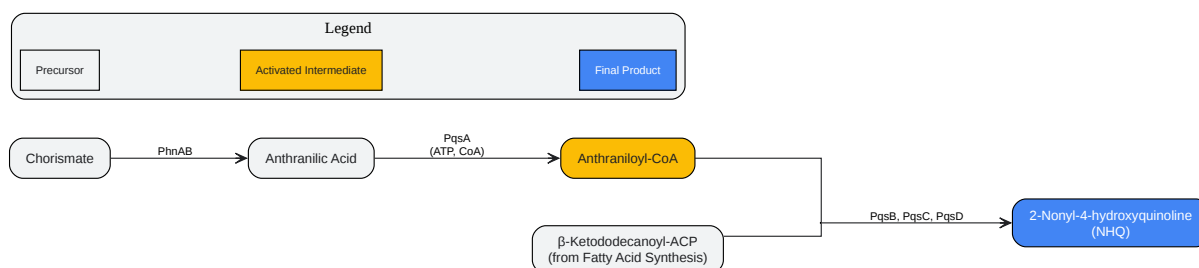 Legend
Precursor
Activated Intermediate
Final Product
Chorismate
PhnAB
Anthranilic Acid
PqsA
(ATP, CoA)
Anthraniloyl-CoA
β-Ketododecanoyl-ACP
(from Fatty Acid Synthesis)
PqsB, PqsC, PqsD
2-Nonyl-4-hydroxyquinoline
(NHQ)